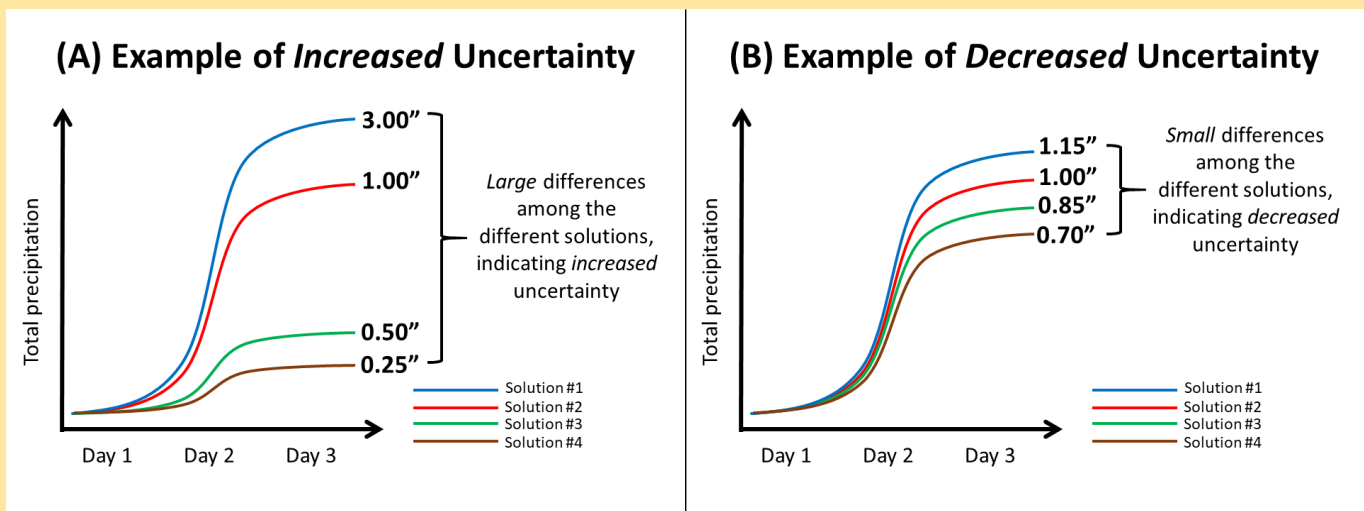 (A) Example of Increased Uncertainty
Total precipitation
3.00”
1.00”
0.50”
0.25”
Large differences
among the
different solutions,
indicating increased
uncertainty
Solution #1
Solution #2
Solution #3
Solution #4
Day 1 Day 2 Day 3
(B) Example of Decreased Uncertainty
Total precipitation
1.15”
1.00”
0.85”
0.70”
Small differences
among the
different solutions,
indicating decreased
uncertainty
Solution #1
Solution #2
Solution #3
Solution #4
Day 1 Day 2 Day 3